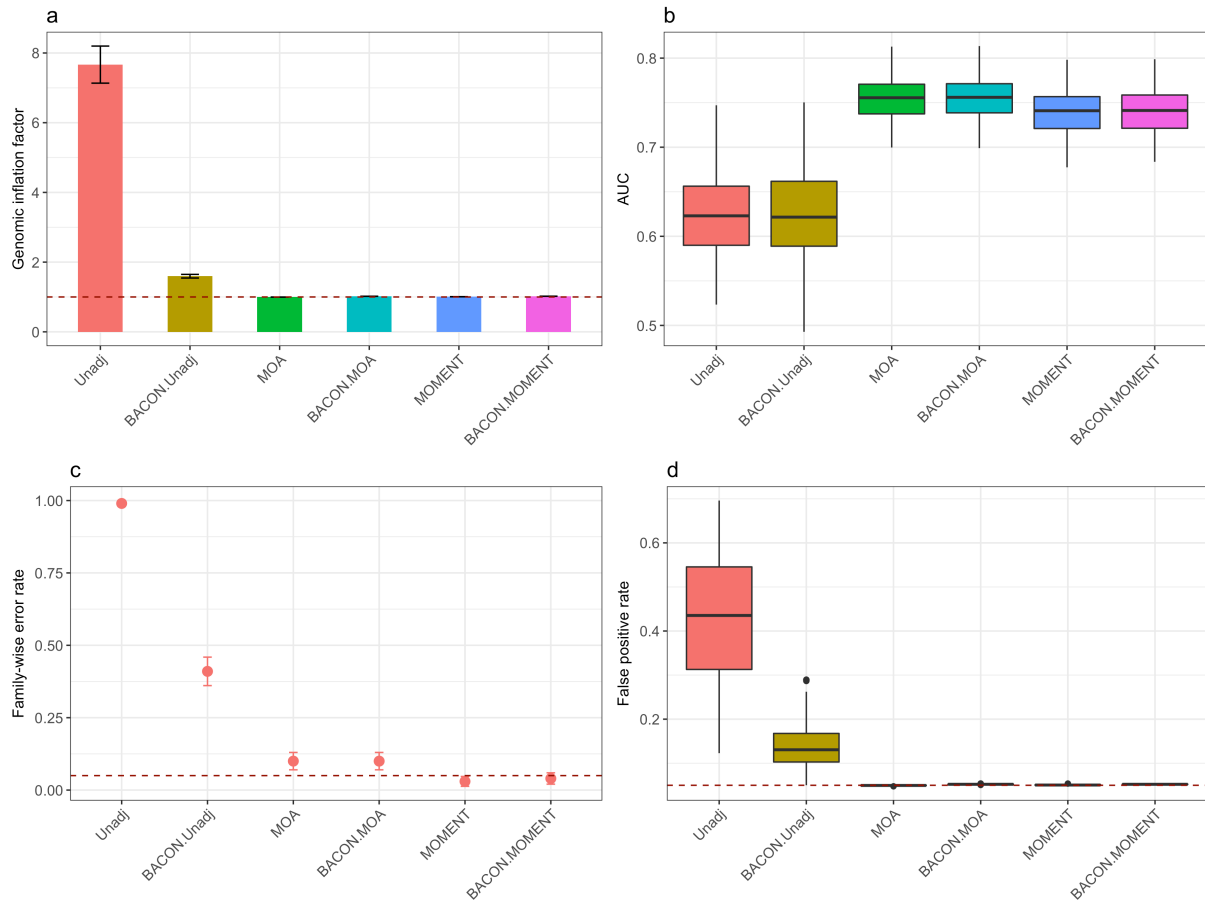 a
Genomic inflation factor
8
6
4
2
0
Unadj
BACON.Unadj
MOA
BACON.MOA
MOMENT
BACON.MOMENT
b
AUC
0.8
0.7
0.6
0.5
Unadj
BACON.Unadj
MOA
BACON.MOA
MOMENT
BACON.MOMENT
c
Family-wise error rate
1.00
0.75
0.50
0.25
0.00
Unadj
BACON.Unadj
MOA
BACON.MOA
MOMENT
BACON.MOMENT
d
False positive rate
0.6
0.4
0.2
Unadj
BACON.Unadj
MOA
BACON.MOA
MOMENT
BACON.MOMENT